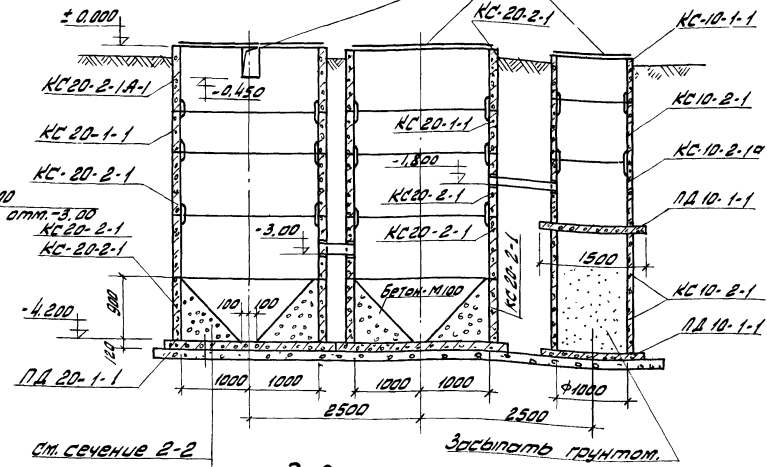 КС-20-2-1
КС-10-1-1
± 0,000
КС20-2-1А-1
-0,450
КС 20-1-1
КС 20-1-1
КС10-2-1
КС-10-2-1а
-1,800
КС-20-2-1
КС20-2-1
ПД 10-1-1
00
отм.-3,00
КС20-2-1
КС-20-2-1
-3,00
КС20-2-1
КС 20-2-1
1500
900
100
100
Бетон-М100
КС10-2-1
-4,200
120
ПД 10-1-1
ПД 20-1-1
1000
1000
1000
1000
ф1000
2500
2500
см. сечение 2-2
Засыпать грунтом.